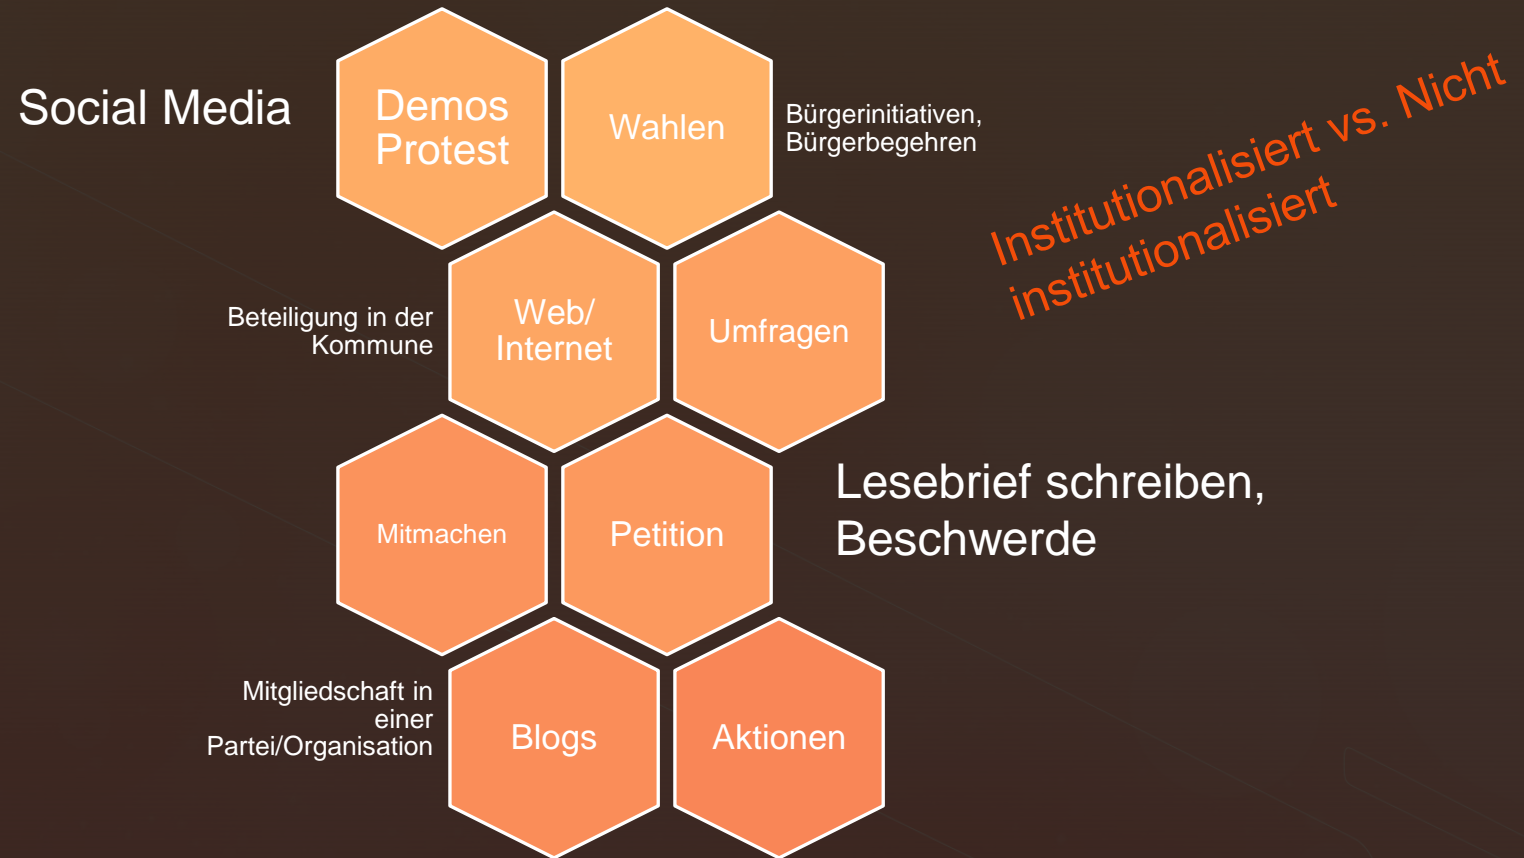 Social Media
Demos
Protest
Wahlen
Bürgerinitiativen,
Bürgerbegehren
Institutionalisiert vs. Nicht
institutionalisiert
Beteiligung in der
Kommune
Web/
Internet
Umfragen
Mitmachen
Petition
Lesebrief schreiben,
Beschwerde
Mitgliedschaft in
einer
Partei/Organisation
Blogs
Aktionen